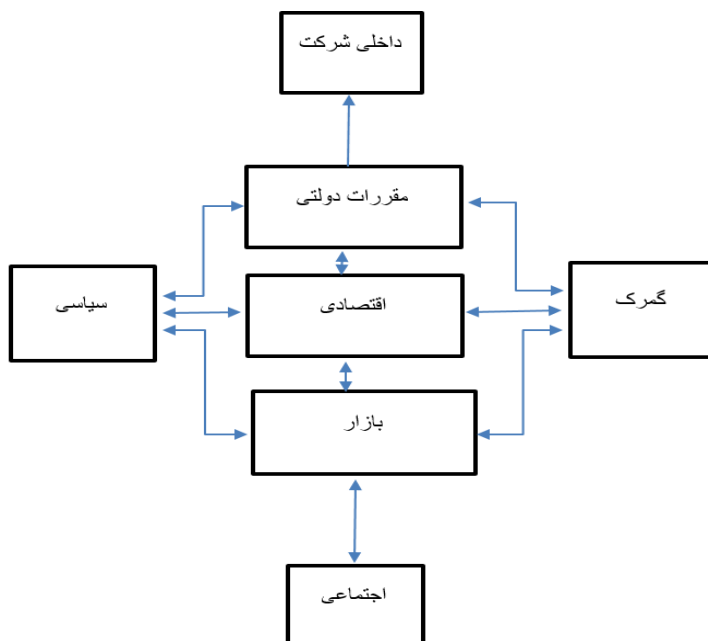 داخلی شرکت
مقررات دولتی
سیاسی
اقتصادی
گمرک
بازار
اجتماعی